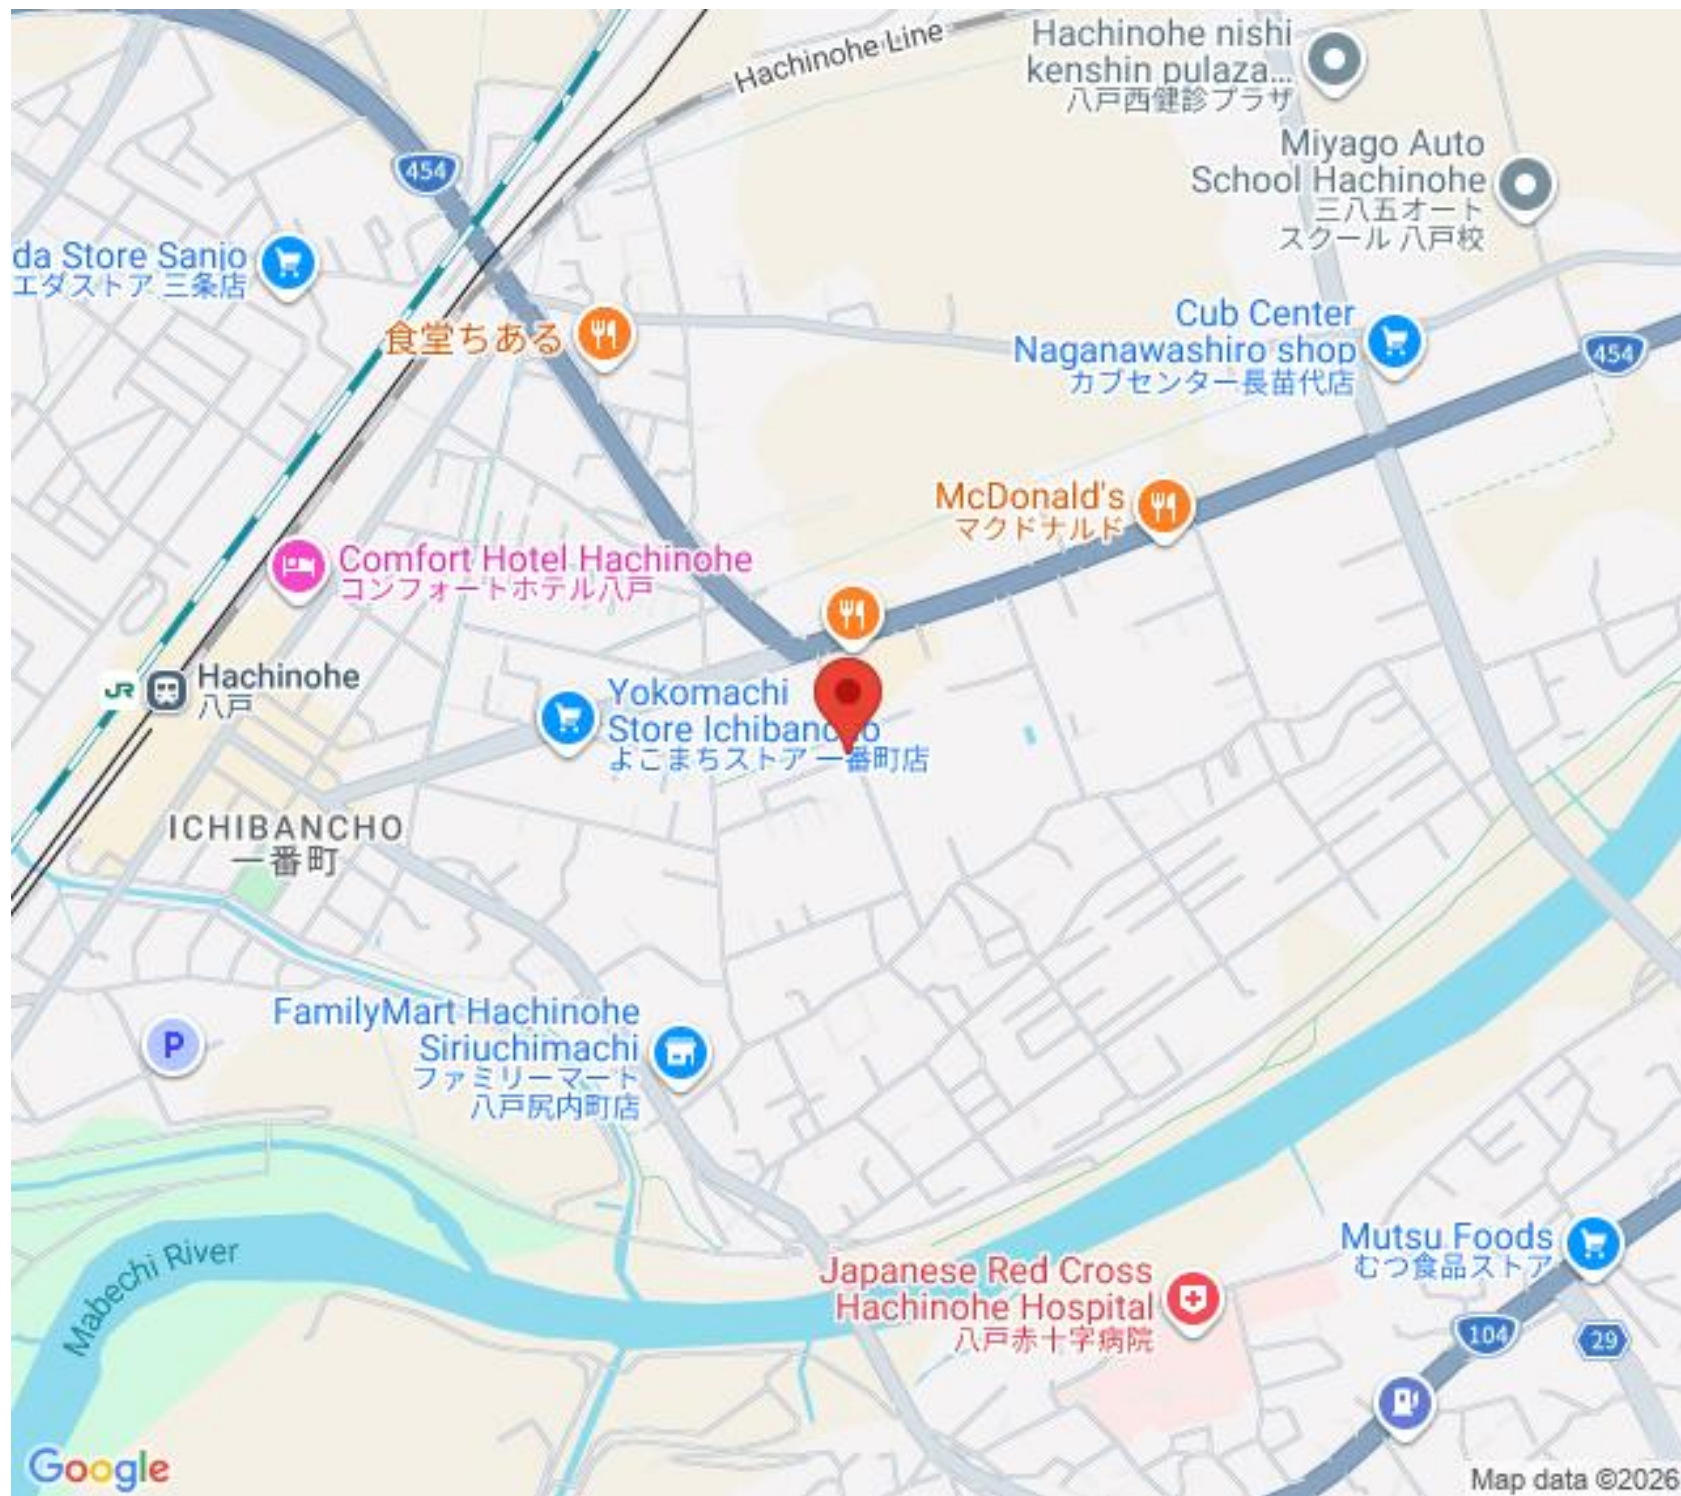 Hachinohe Line
Hachinohe nishi
kenshin pulaza...
八戸西健診プラザ
454
Miyago Auto
School Hachinohe
三八五オート
スクール 八戸校
da Store Sanjo
エダストア 三条店
食堂ちある
Cub Center
Naganawashiro shop
カブセンター長苗代店
454
McDonald's
マクドナルド
Comfort Hotel Hachinohe
コンフォートホテル八戸
JR
Hachinohe
八戸
Yokomachi
Store Ichibancho
よこまちストア 一番町店
ICHIBANCHO
一番町
FamilyMart Hachinohe
Siriuchimachi
ファミリーマート
八戸尻内町店
P
Mabechi River
Japanese Red Cross
Hachinohe Hospital
八戸赤十字病院
Mutsu Foods
むつ食品ストア
104
29
Google
Map data ©2026